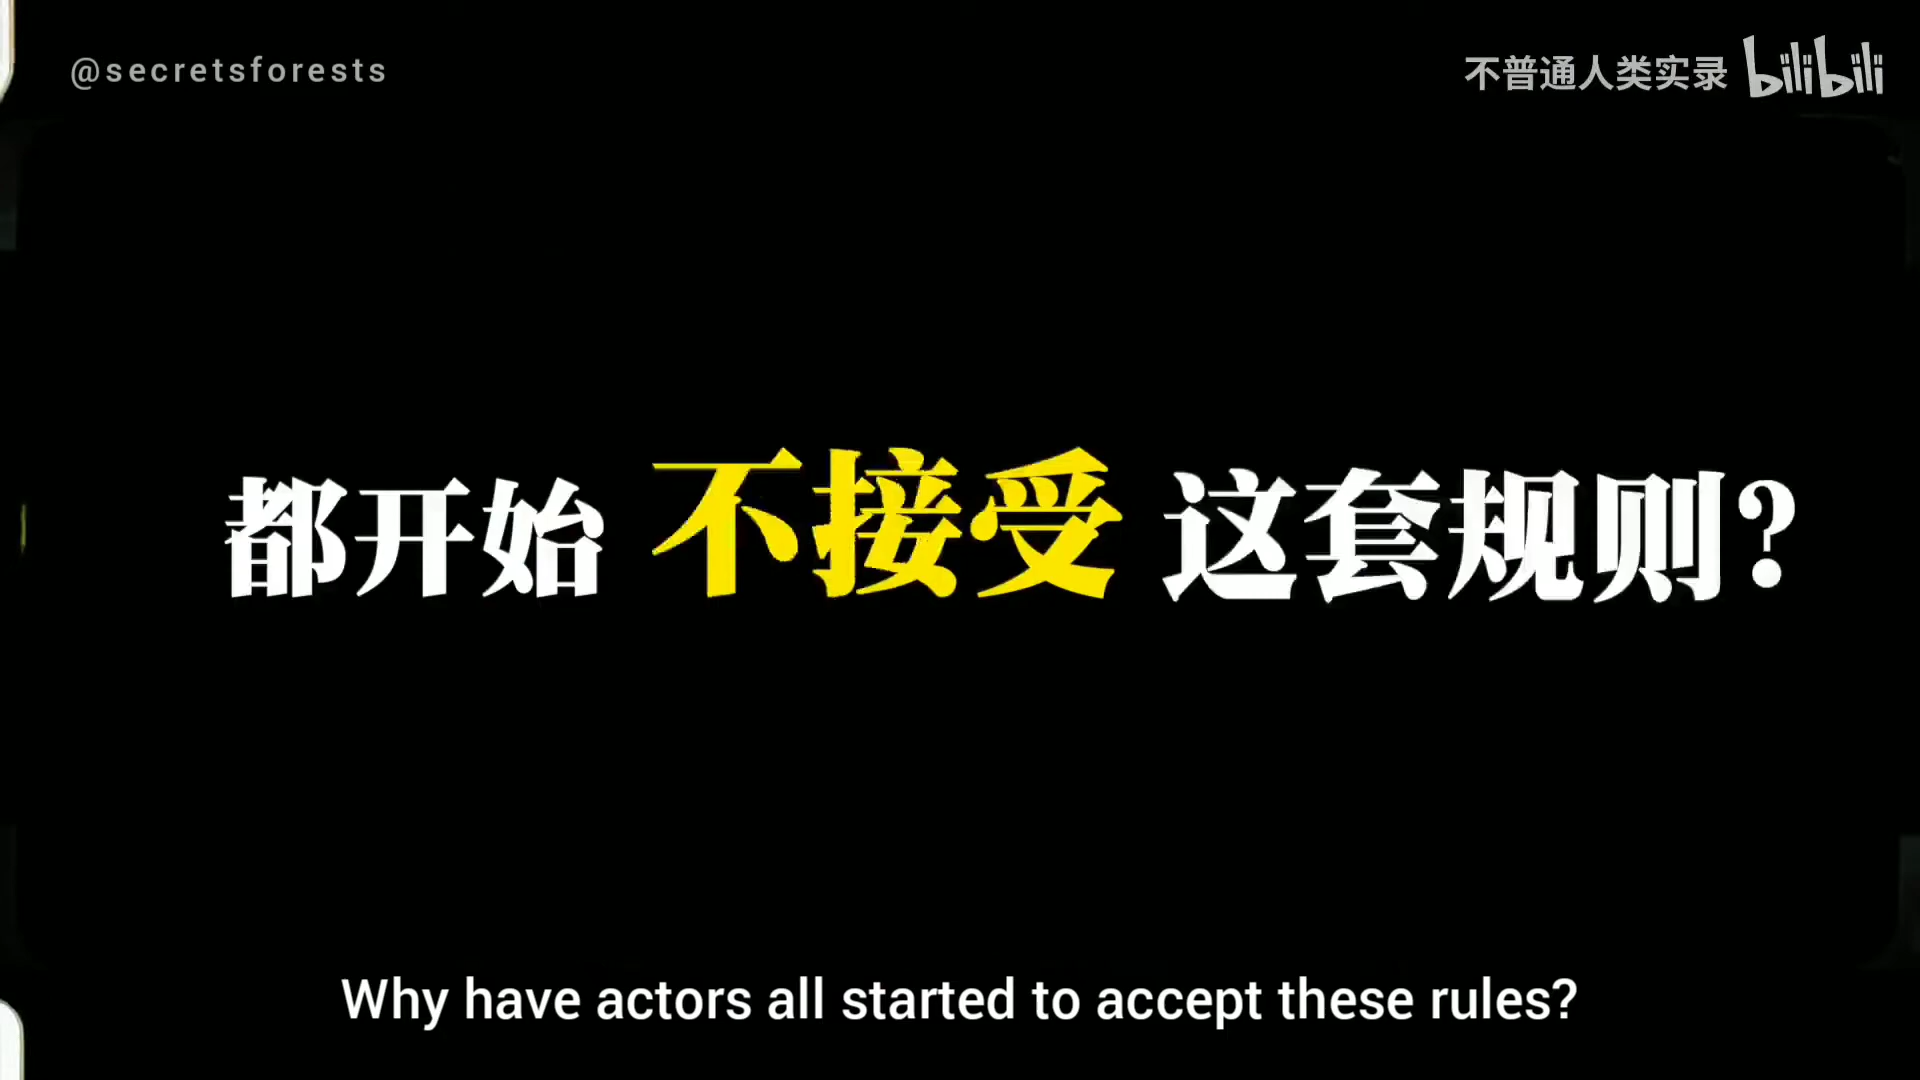 @secretsforests
不普通人类实录 bilibili
都开始 不接受 这套规则?
Why have actors all started to accept these rules?